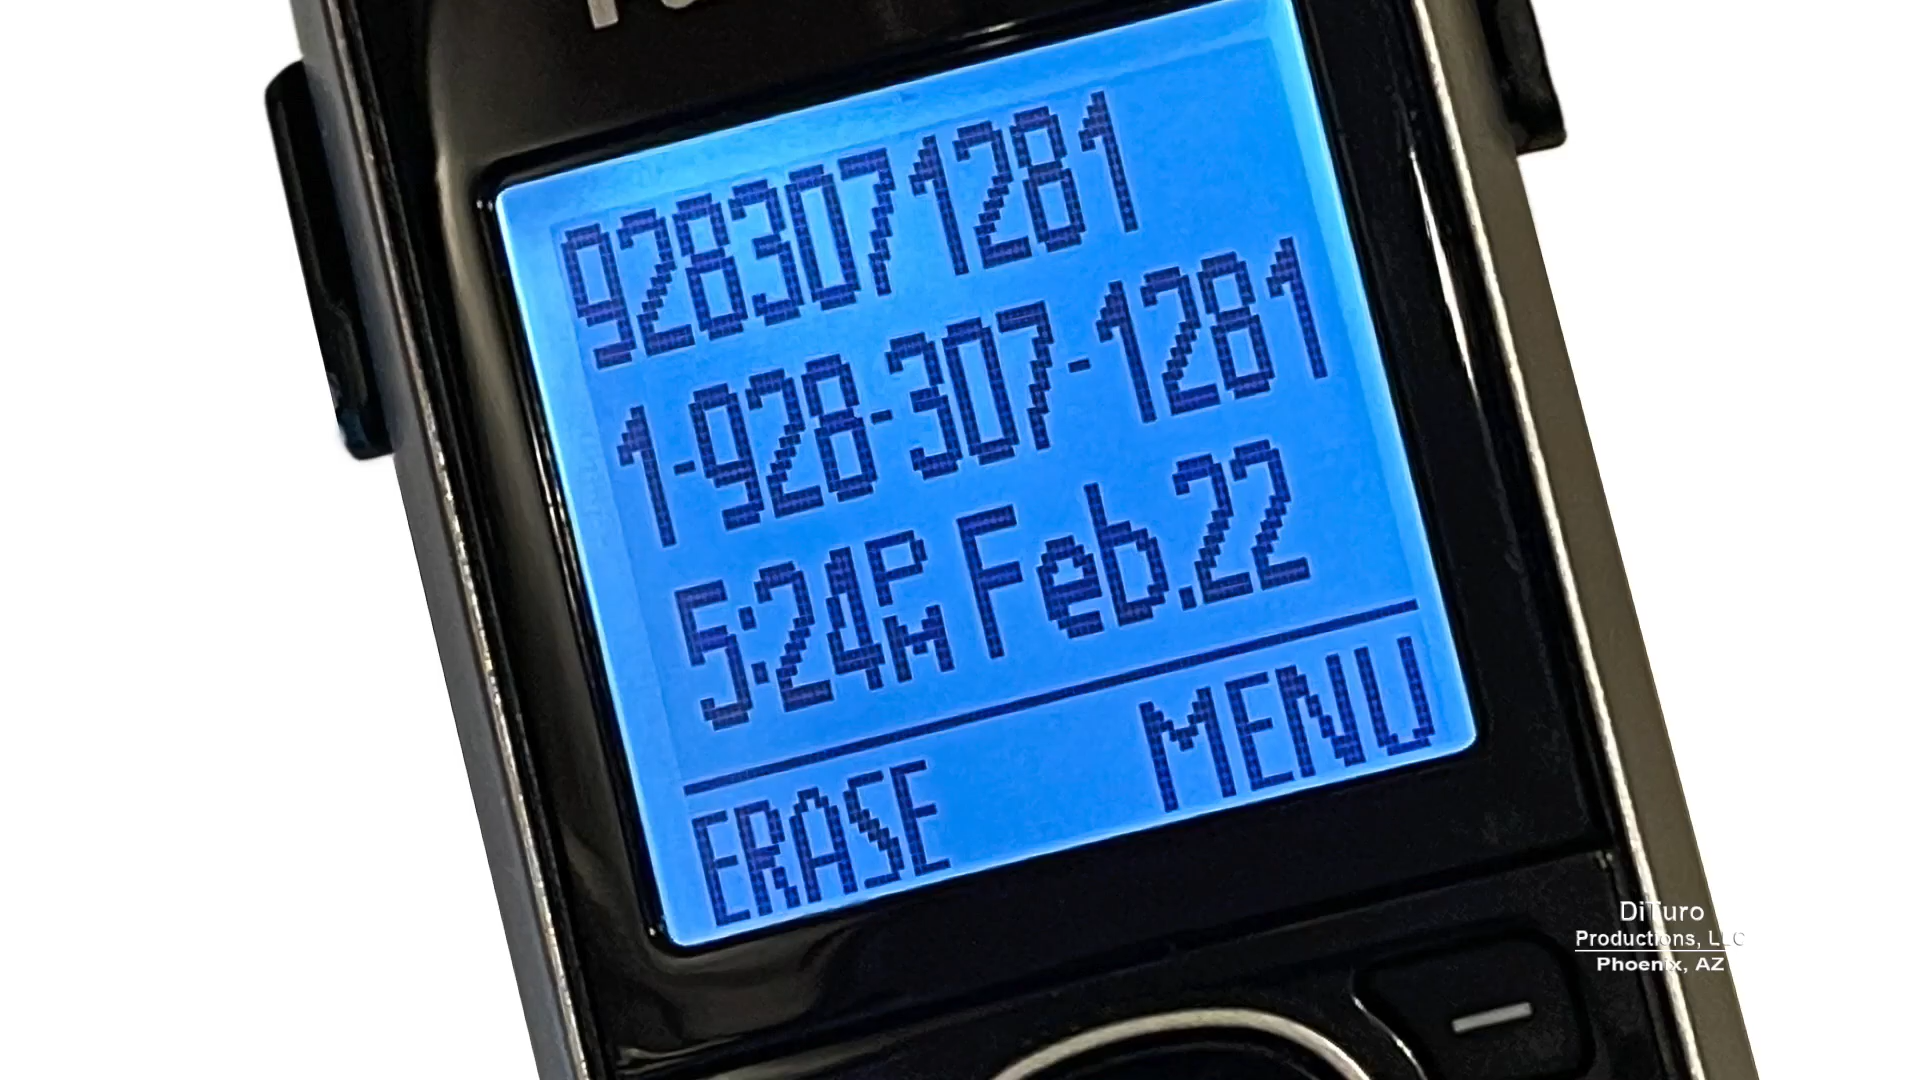 9283071281
1-928-307-1281
5:24PM Feb.22
ERASE MENU
DiTuro
Productions, LLC
Phoenix, AZ